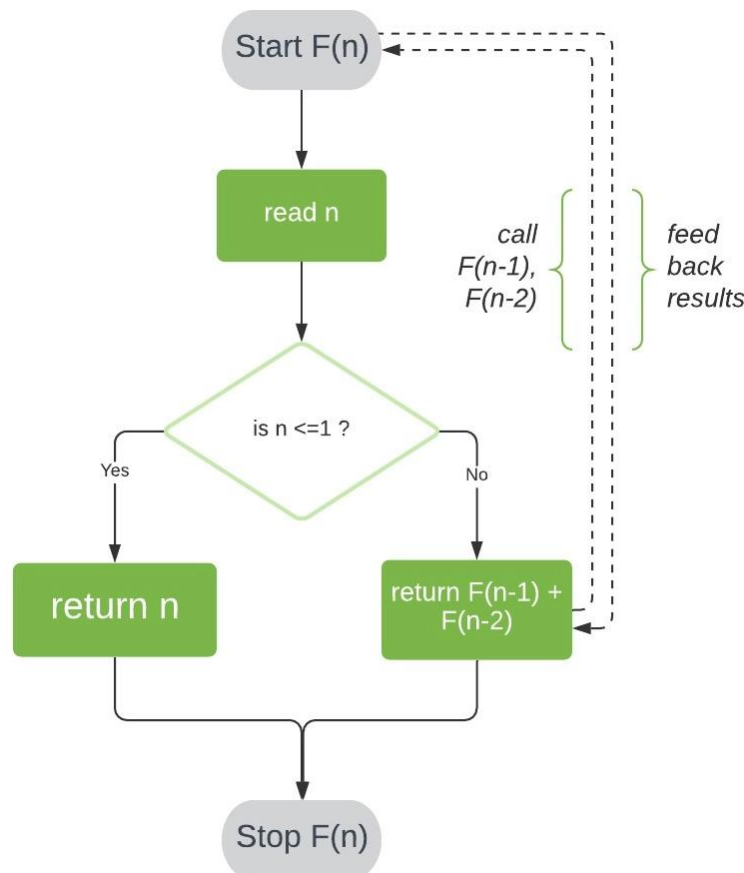 Start F(n)
read n
call
F(n-1),
F(n-2)
feed
back
results
is n <=1 ?
Yes
No
return n
return F(n-1) +
F(n-2)
Stop F(n)